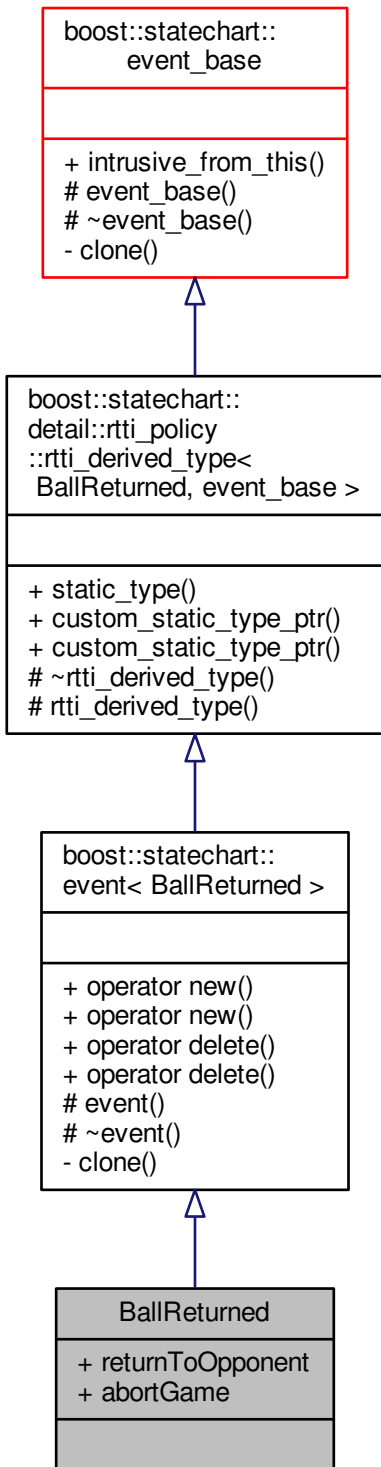 boost::statechart::
event_base
+ intrusive_from_this()
# event_base()
# ~event_base()
- clone()
boost::statechart::
detail::rtti_policy
::rtti_derived_type<
BallReturned, event_base >
+ static_type()
+ custom_static_type_ptr()
+ custom_static_type_ptr()
# ~rtti_derived_type()
# rtti_derived_type()
boost::statechart::
event< BallReturned >
+ operator new()
+ operator new()
+ operator delete()
+ operator delete()
# event()
# ~event()
- clone()
BallReturned
+ returnToOpponent
+ abortGame